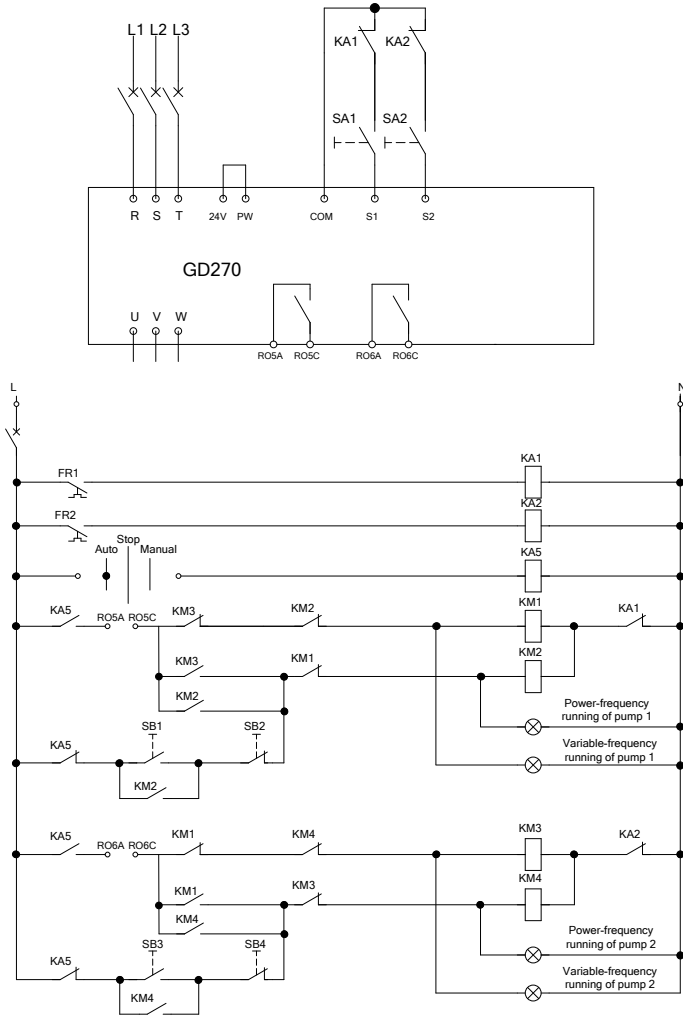 L1 L2 L3
KA1 KA2
SA1 SA2
R S T 24V PW COM S1 S2
GD270
U V W
RO5A RO5C RO6A RO6C
L N
FR1 KA1
FR2 KA2
Stop
Auto Manual KA5
KA5 RO5A RO5C KM3 KM2 KM1 KA1
KM3 KM1 KM2
KM2
Power-frequency
running of pump 1
KA5 SB1 SB2
Variable-frequency
running of pump 1
KM2
KA5 RO6A RO6C KM1 KM4 KM3 KA2
KM1 KM3 KM4
KM4
Power-frequency
running of pump 2
KA5 SB3 SB4
Variable-frequency
running of pump 2
KM4